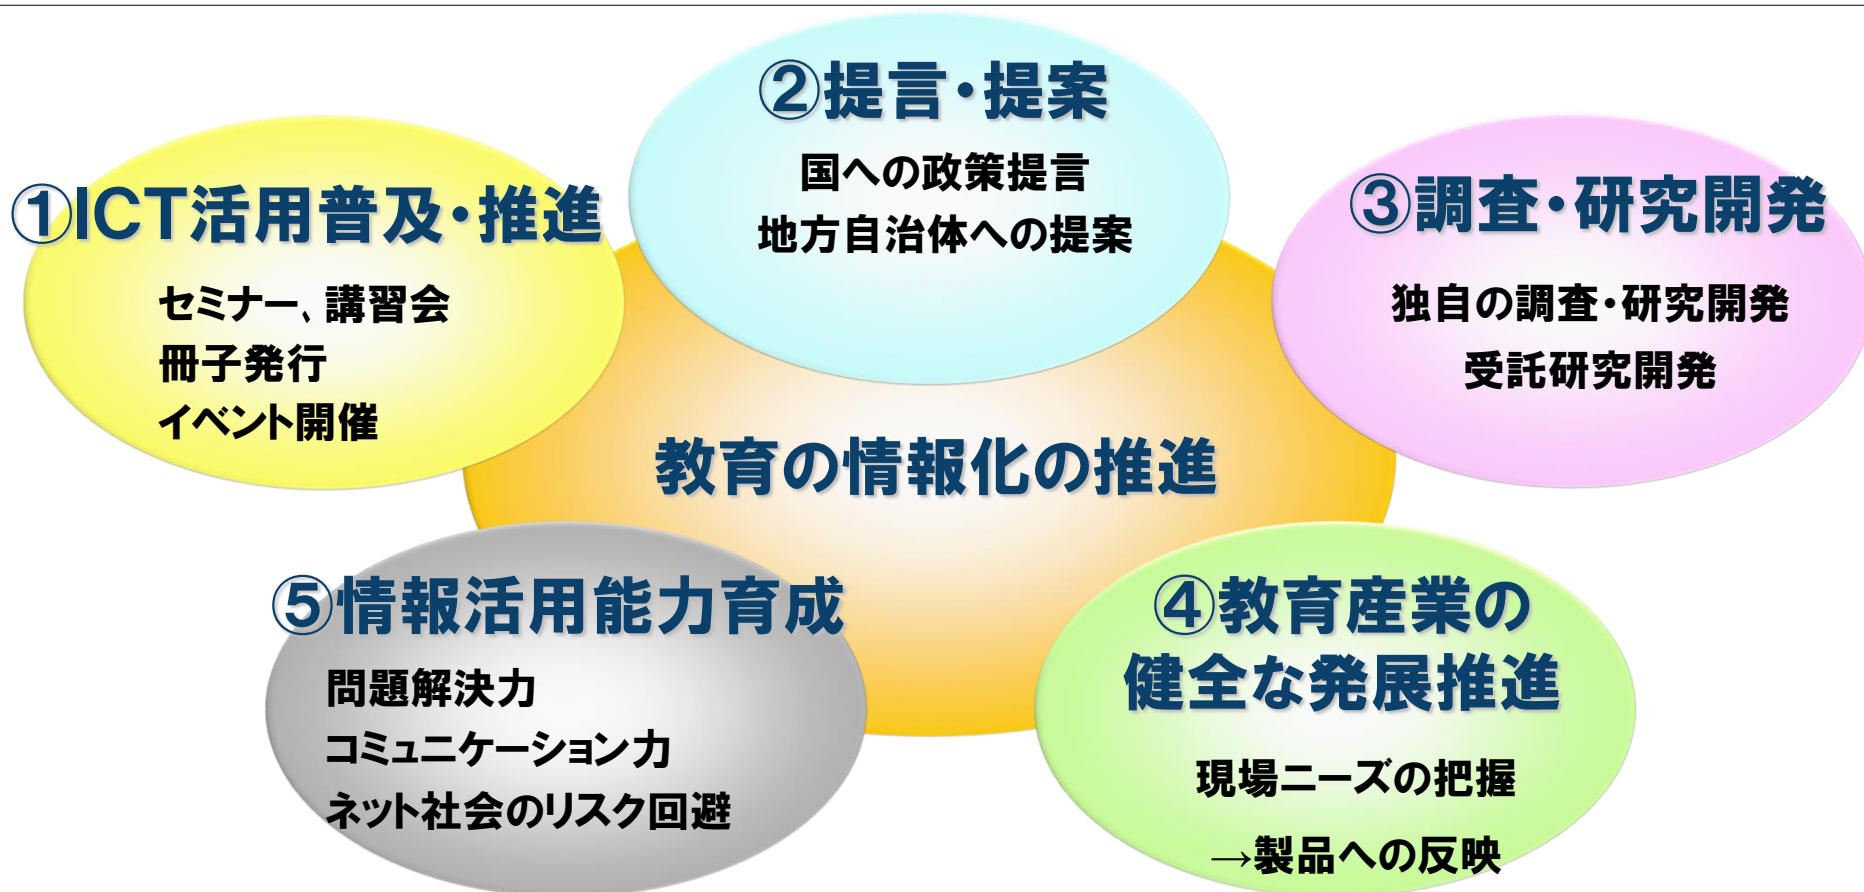 ①ICT活用普及・推進
セミナー、講習会
冊子発行
イベント開催
②提言・提案
国への政策提言
地方自治体への提案
③調査・研究開発
独自の調査・研究開発
受託研究開発
教育の情報化の推進
⑤情報活用能力育成
問題解決力
コミュニケーション力
ネット社会のリスク回避
④教育産業の
健全な発展推進
現場ニーズの把握
→製品への反映